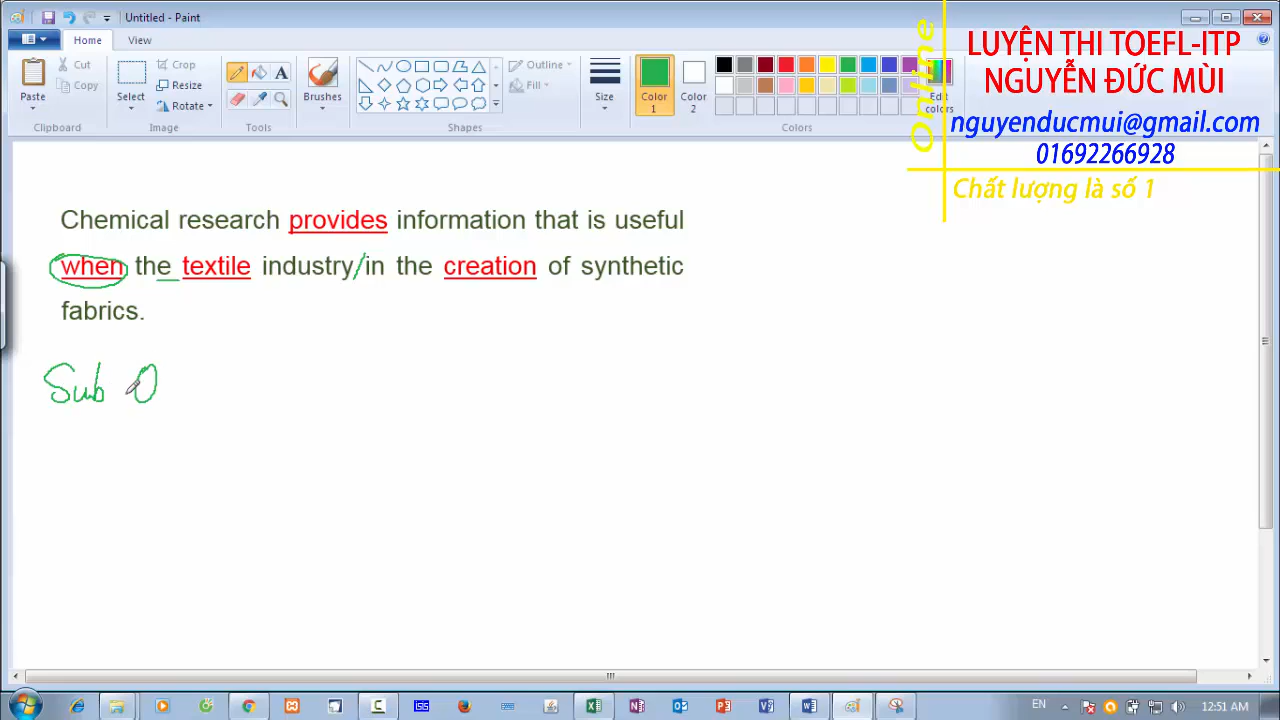 Untitled - Paint
Home View
Paste
Cut
Copy
Clipboard
Select
Crop
Resize
Rotate
Image
A
Tools
Brushes
Shapes
Outline
Fill
Size
Color 1
Color 2
Edit colors
Colors
Online
LUYỆN THI TOEFL-ITP
NGUYỄN ĐỨC MÙI
nguyenducmui@gmail.com
01692266928
Chất lượng là số 1
Chemical research provides information that is useful
when the textile industry/in the creation of synthetic
fabrics.
Sub O
ISS
EN
12:51 AM